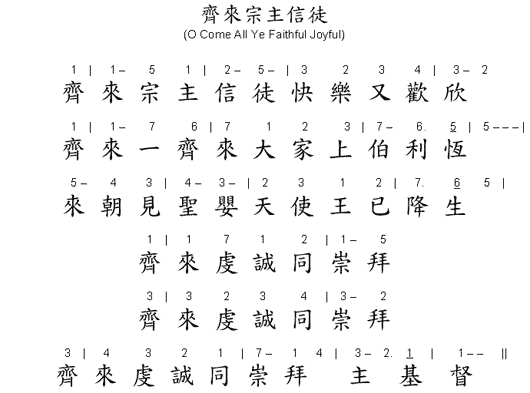 齊來宗主信徒
(O Come All Ye Faithful Joyful)
1 | 1 – 5 1 | 2 – 5 – | 3 2 3 4 | 3 – 2
齊來宗主信徒快樂又歡欣
1 | 1 – 7 6 | 7 1 2 3 | 7 – 6. 5 | 5 – – – |
齊來一齊來大家上伯利恆
5 – 4 3 | 4 – 3 – | 2 3 1 2 | 7. 6 5 |
來朝見聖嬰天使王已降生
1 | 1 7 1 2 | 1 – 5
齊來虔誠同崇拜
3 | 3 2 3 4 | 3 – 2
齊來虔誠同崇拜
3 | 4 3 2 1 | 7 – 1 4 | 3 – 2. 1 | 1 – – ||
齊來虔誠同崇拜 主基督